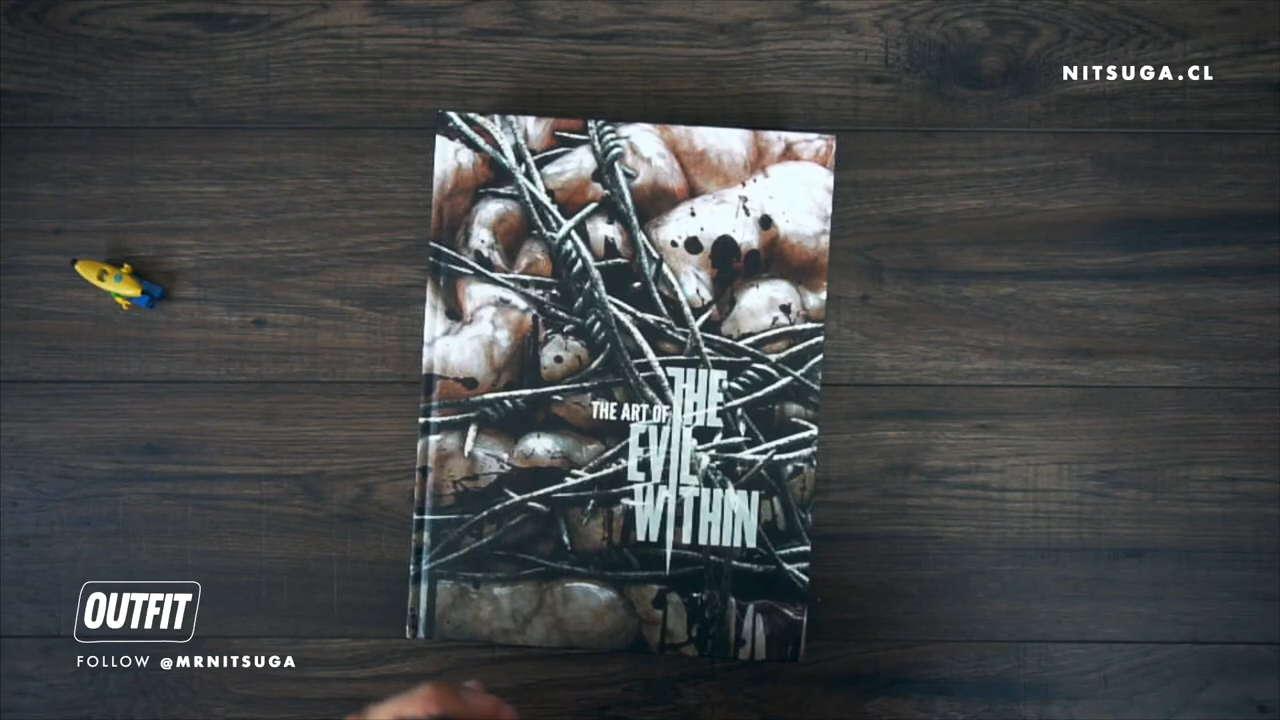 NITSUGA.CL
THE ART OF THE
EVIL
WITHIN
OUTFIT
FOLLOW @MRNITSUGA